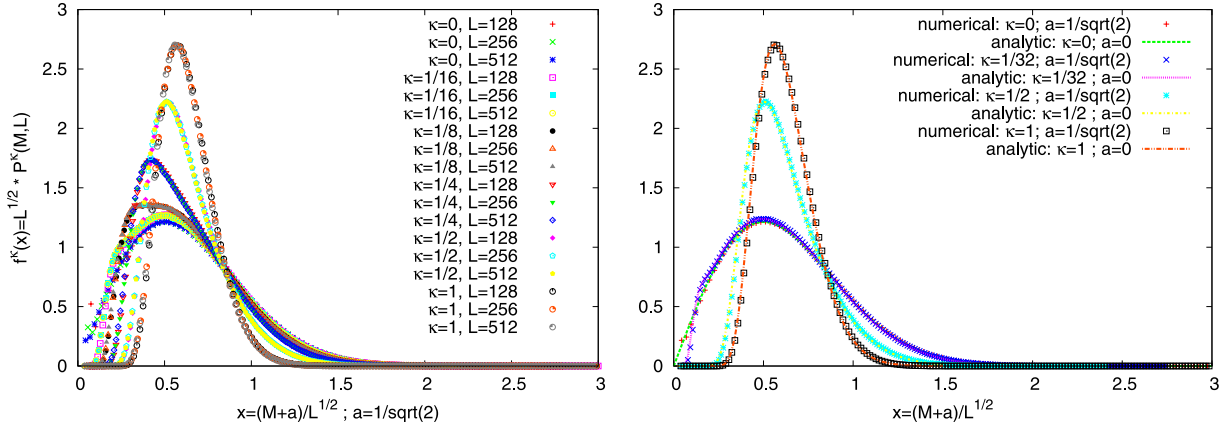 3
2.5
2
1.5
1
0.5
0
f^κ(x)=L^1/2 * P^κ(M,L)
κ=0, L=128
κ=0, L=256
κ=0, L=512
κ=1/16, L=128
κ=1/16, L=256
κ=1/16, L=512
κ=1/8, L=128
κ=1/8, L=256
κ=1/8, L=512
κ=1/4, L=128
κ=1/4, L=256
κ=1/4, L=512
κ=1/2, L=128
κ=1/2, L=256
κ=1/2, L=512
κ=1, L=128
κ=1, L=256
κ=1, L=512
0 0.5 1 1.5 2 2.5 3
x=(M+a)/L^1/2 ; a=1/sqrt(2)
3
2.5
2
1.5
1
0.5
0
numerical: κ=0; a=1/sqrt(2)
analytic: κ=0; a=0
numerical: κ=1/32; a=1/sqrt(2)
analytic: κ=1/32 ; a=0
numerical: κ=1/2 ; a=1/sqrt(2)
analytic: κ=1/2 ; a=0
numerical: κ=1; a=1/sqrt(2)
analytic: κ=1 ; a=0
0 0.5 1 1.5 2 2.5 3
x=(M+a)/L^1/2